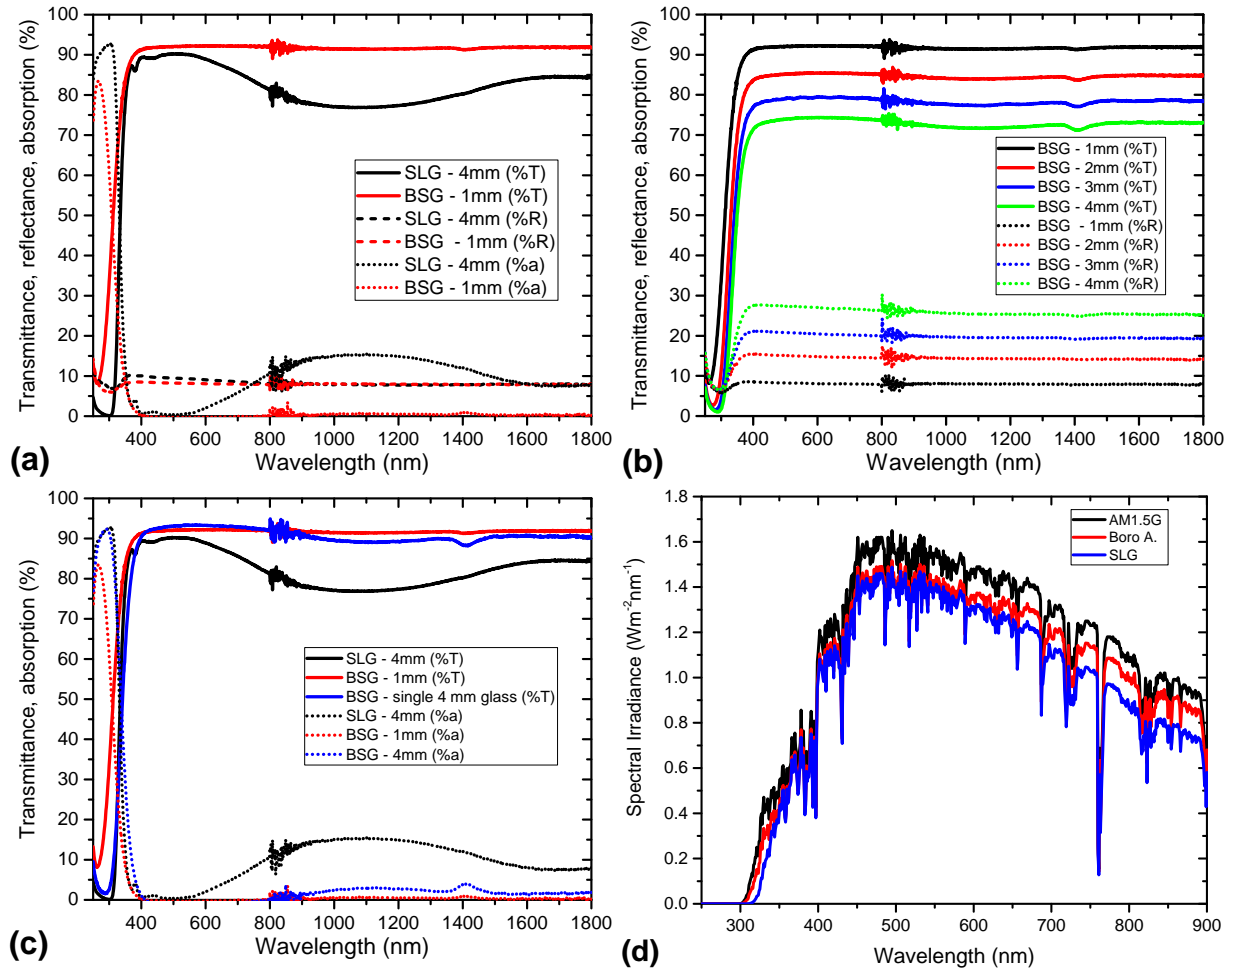 100
90
80
70
60
50
40
30
20
10
0
Transmittance, reflectance, absorption (%)
SLG - 4mm (%T)
BSG - 1mm (%T)
SLG - 4mm (%R)
BSG - 1mm (%R)
SLG - 4mm (%a)
BSG - 1mm (%a)
400 600 800 1000 1200 1400 1600 1800
Wavelength (nm)
(a)
100
90
80
70
60
50
40
30
20
10
0
Transmittance, reflectance, absorption (%)
BSG - 1mm (%T)
BSG - 2mm (%T)
BSG - 3mm (%T)
BSG - 4mm (%T)
BSG - 1mm (%R)
BSG - 2mm (%R)
BSG - 3mm (%R)
BSG - 4mm (%R)
400 600 800 1000 1200 1400 1600 1800
Wavelength (nm)
(b)
100
90
80
70
60
50
40
30
20
10
0
Transmittance, absorption (%)
SLG - 4mm (%T)
BSG - 1mm (%T)
BSG - single 4 mm glass (%T)
SLG - 4mm (%a)
BSG - 1mm (%a)
BSG - 4mm (%a)
400 600 800 1000 1200 1400 1600 1800
Wavelength (nm)
(c)
1.8
1.6
1.4
1.2
1.0
0.8
0.6
0.4
0.2
0.0
Spectral Irradiance (Wm⁻²nm⁻¹)
AM1.5G
Boro A.
SLG
300 400 500 600 700 800 900
Wavelength (nm)
(d)